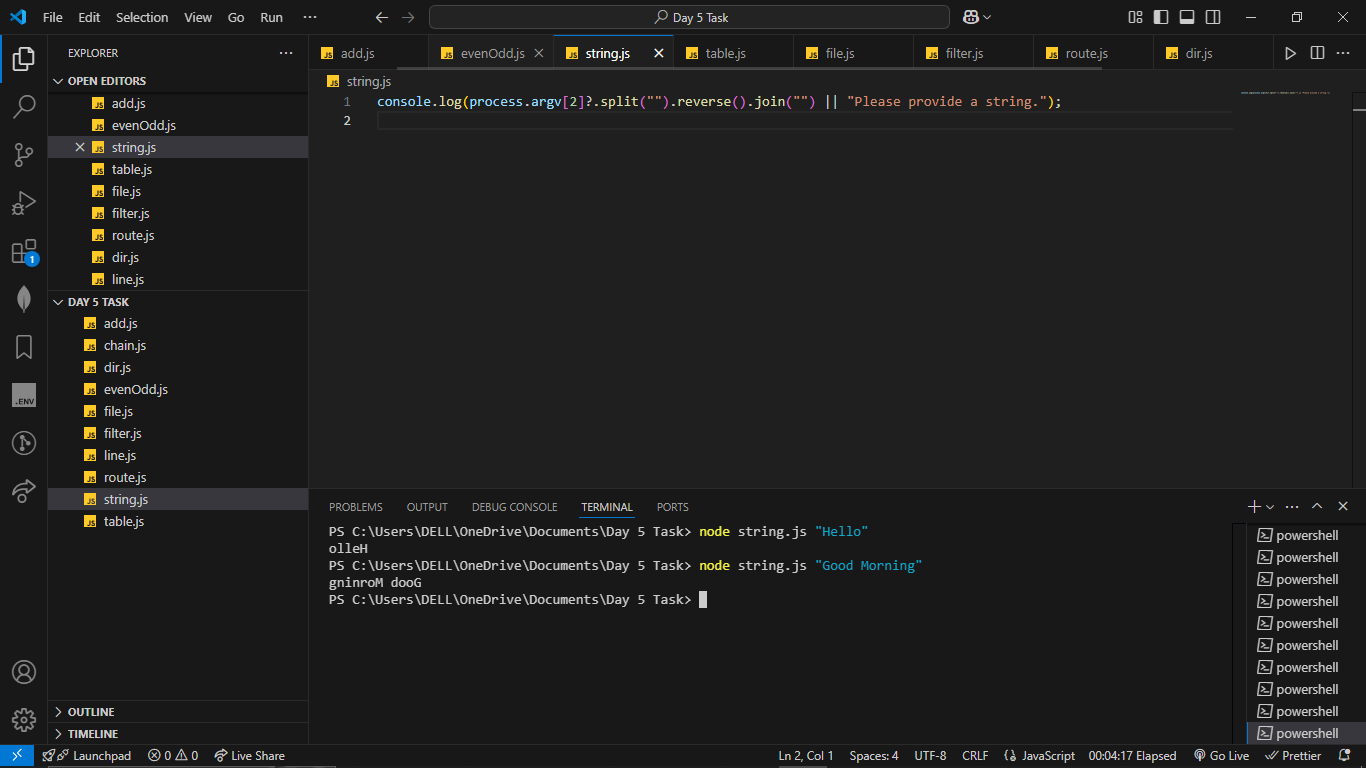 File Edit Selection View Go Run ··· Day 5 Task
EXPLORER ···
OPEN EDITORS
add.js
evenOdd.js
string.js
table.js
file.js
filter.js
route.js
dir.js
line.js
DAY 5 TASK
add.js
chain.js
dir.js
evenOdd.js
file.js
filter.js
line.js
route.js
string.js
table.js
OUTLINE
TIMELINE
1
.ENV
add.js evenOdd.js string.js table.js file.js filter.js route.js dir.js
string.js
1 console.log(process.argv[2]?.split("").reverse().join("") || "Please provide a string.");
2
PROBLEMS OUTPUT DEBUG CONSOLE TERMINAL PORTS
PS C:\Users\DELL\OneDrive\Documents\Day 5 Task> node string.js "Hello"
olleH
PS C:\Users\DELL\OneDrive\Documents\Day 5 Task> node string.js "Good Morning"
gninroM dooG
PS C:\Users\DELL\OneDrive\Documents\Day 5 Task>
powershell
powershell
powershell
powershell
powershell
powershell
powershell
powershell
powershell
powershell
Launchpad 0 0 Live Share Ln 2, Col 1 Spaces: 4 UTF-8 CRLF JavaScript 00:04:17 Elapsed Go Live Prettier